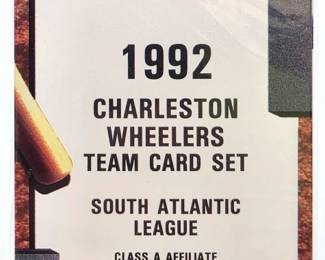 1992
CHARLESTON
WHEELERS
TEAM CARD SET
SOUTH ATLANTIC
LEAGUE
CLASS A AFFILIATE